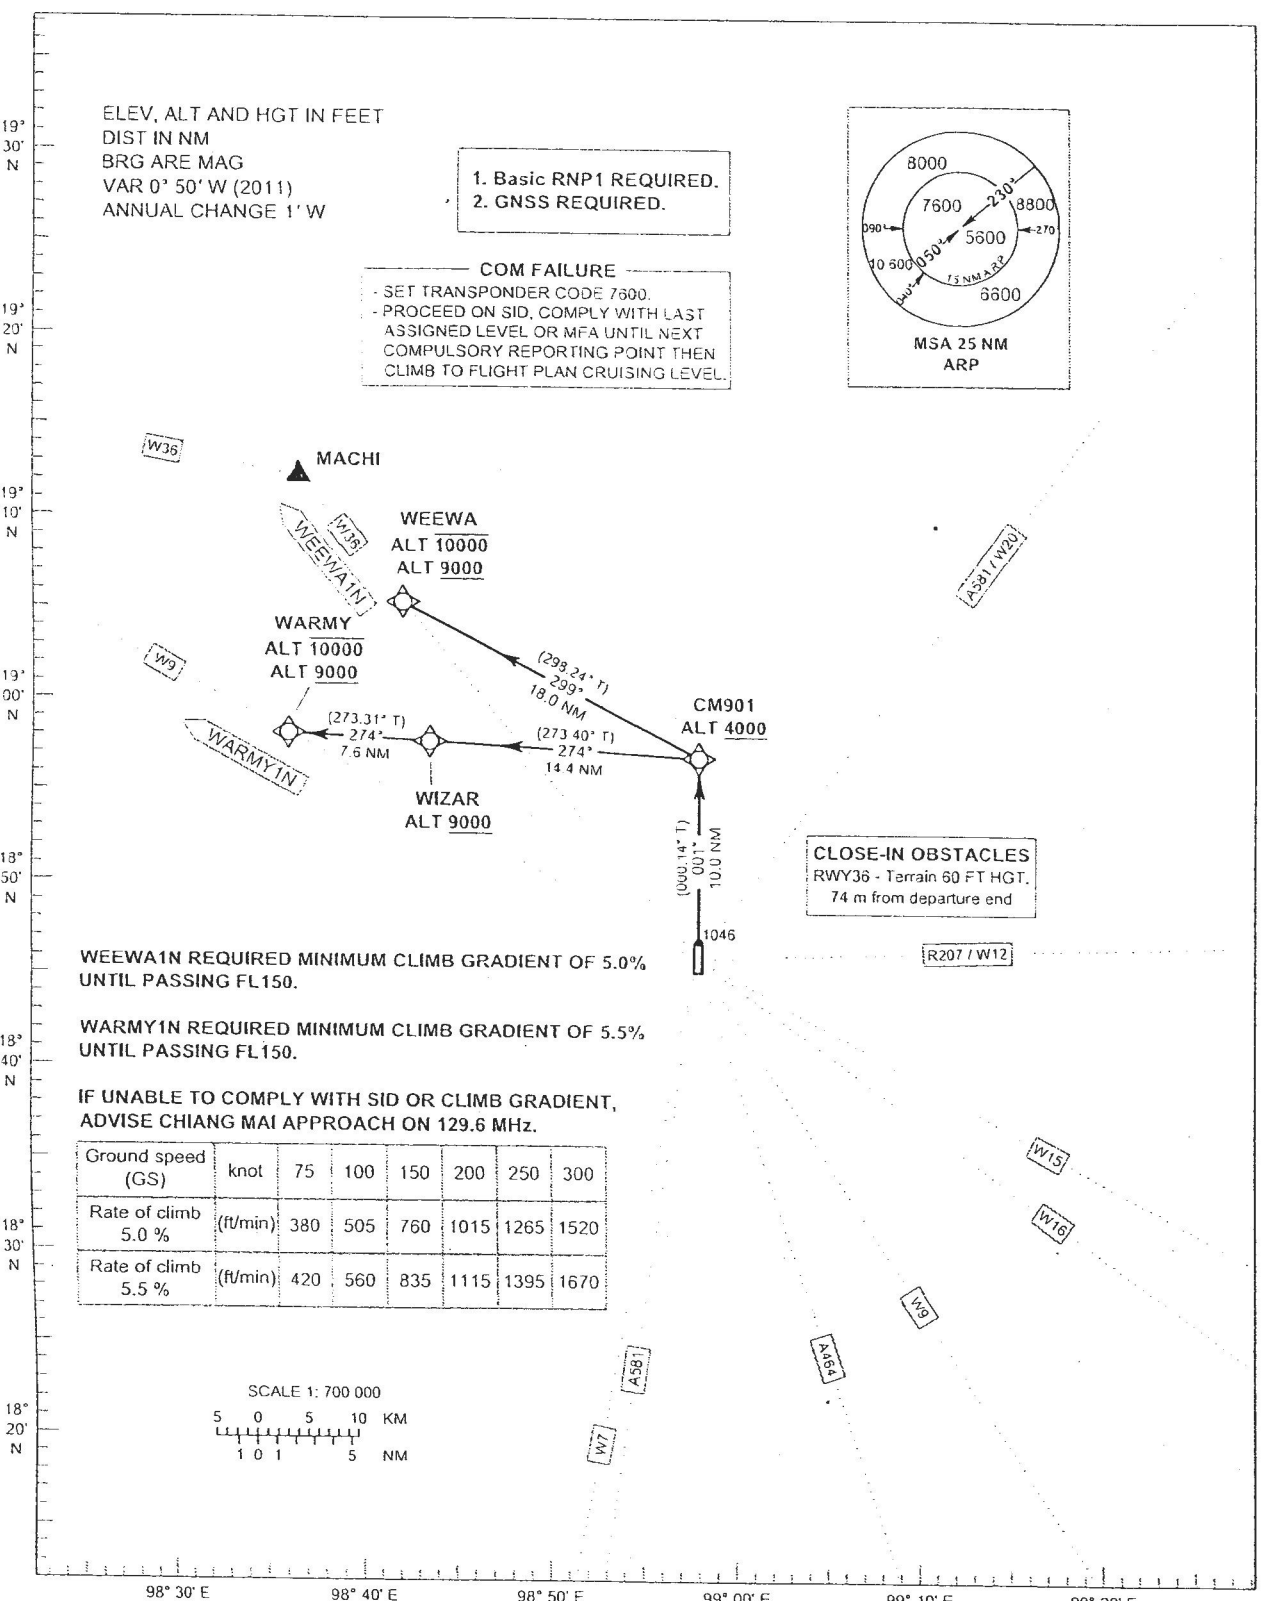 ELEV, ALT AND HGT IN FEET
DIST IN NM
BRG ARE MAG
VAR 0° 50' W (2011)
ANNUAL CHANGE 1' W
1. Basic RNP1 REQUIRED.
2. GNSS REQUIRED.
COM FAILURE
- SET TRANSPONDER CODE 7600.
- PROCEED ON SID, COMPLY WITH LAST
ASSIGNED LEVEL OR MFA UNTIL NEXT
COMPULSORY REPORTING POINT THEN
CLIMB TO FLIGHT PLAN CRUISING LEVEL.
8000
7600
230°
8800
090°
5600
270
10 600
050°
15 NM ARP
040°
6600
MSA 25 NM
ARP
19°
30'
N
19°
20'
N
19°
10'
N
19°
00'
N
18°
50'
N
18°
40'
N
18°
30'
N
18°
20'
N
W36
MACHI
W36
WEEWA1N
WEEWA
ALT 10000
ALT 9000
A581 / W20
WARMY
ALT 10000
ALT 9000
W9
WARMY1N
(298.24° T)
299°
18.0 NM
CM901
ALT 4000
(273.31° T)
274°
7.6 NM
(273.40° T)
274°
14.4 NM
WIZAR
ALT 9000
(000.14° T)
001°
10.0 NM
1046
CLOSE-IN OBSTACLES
RWY36 - Terrain 60 FT HGT.
74 m from departure end
R207 / W12
WEEWA1N REQUIRED MINIMUM CLIMB GRADIENT OF 5.0%
UNTIL PASSING FL150.
WARMY1N REQUIRED MINIMUM CLIMB GRADIENT OF 5.5%
UNTIL PASSING FL150.
IF UNABLE TO COMPLY WITH SID OR CLIMB GRADIENT,
ADVISE CHIANG MAI APPROACH ON 129.6 MHz.
Ground speed (GS) knot 75 100 150 200 250 300
Rate of climb 5.0 % (ft/min) 380 505 760 1015 1265 1520
Rate of climb 5.5 % (ft/min) 420 560 835 1115 1395 1670
W15
W16
W9
A464
A581
W7
SCALE 1: 700 000
5 0 5 10 KM
1 0 1 5 NM
98° 30' E
98° 40' E
98° 50' E
99° 00' E
99° 10' E